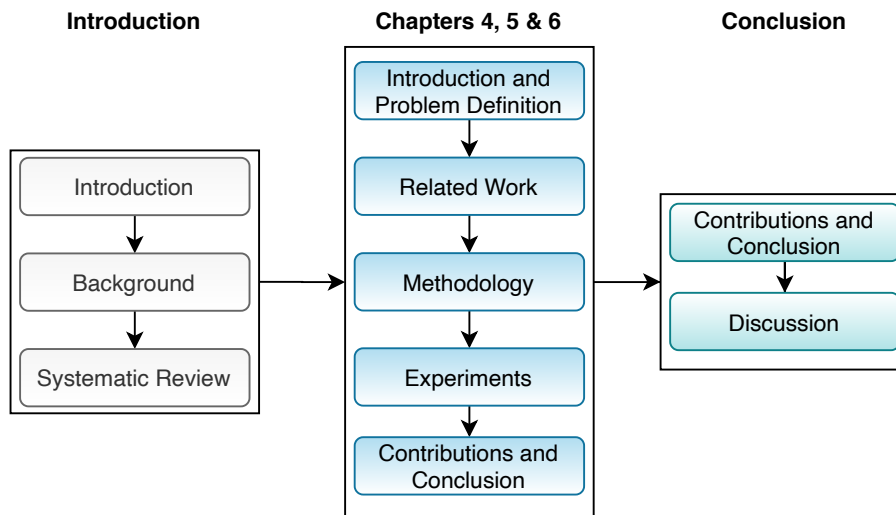 Introduction
Introduction
Background
Systematic Review
Chapters 4, 5 & 6
Introduction and
Problem Definition
Related Work
Methodology
Experiments
Contributions and
Conclusion
Conclusion
Contributions and
Conclusion
Discussion